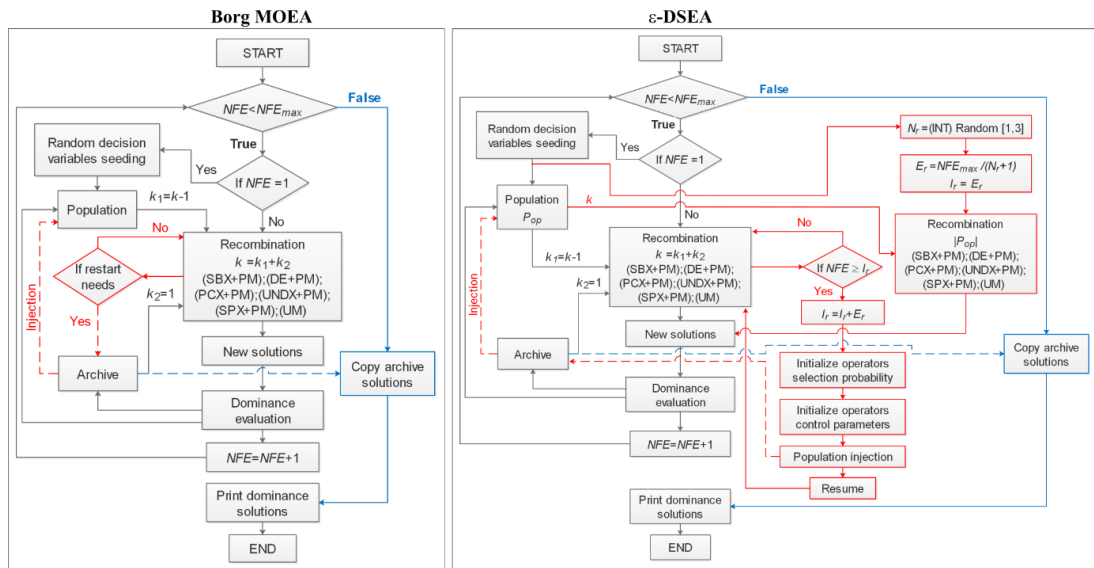 Borg MOEA
START
NFE<NFEmax
False
True
Random decision
variables seeding
Yes
If NFE =1
k1=k-1
Population
No
No
Recombination
k =k1+k2
(SBX+PM);(DE+PM);
(PCX+PM);(UNDX+PM);
(SPX+PM);(UM)
If restart
needs
k2=1
Injection
Yes
New solutions
Archive
Copy archive
solutions
Dominance
evaluation
NFE=NFE+1
Print dominance
solutions
END
ε-DSEA
START
NFE<NFEmax
False
True
Nr =(INT) Random [1,3]
Random decision
variables seeding
Yes
If NFE =1
Er =NFEmax /(Nr+1)
Ir = Er
k
Population
Pop
No
No
Recombination
k =k1+k2
(SBX+PM);(DE+PM);
(PCX+PM);(UNDX+PM);
(SPX+PM);(UM)
Recombination
|Pop|
(SBX+PM);(DE+PM);
(PCX+PM);(UNDX+PM);
(SPX+PM);(UM)
If NFE ≥ Ir
k1=k-1
k2=1
Yes
Injection
Ir =Ir+Er
New solutions
Archive
Copy archive
solutions
Initialize operators
selection probability
Dominance
evaluation
Initialize operators
control parameters
NFE=NFE+1
Population injection
Resume
Print dominance
solutions
END